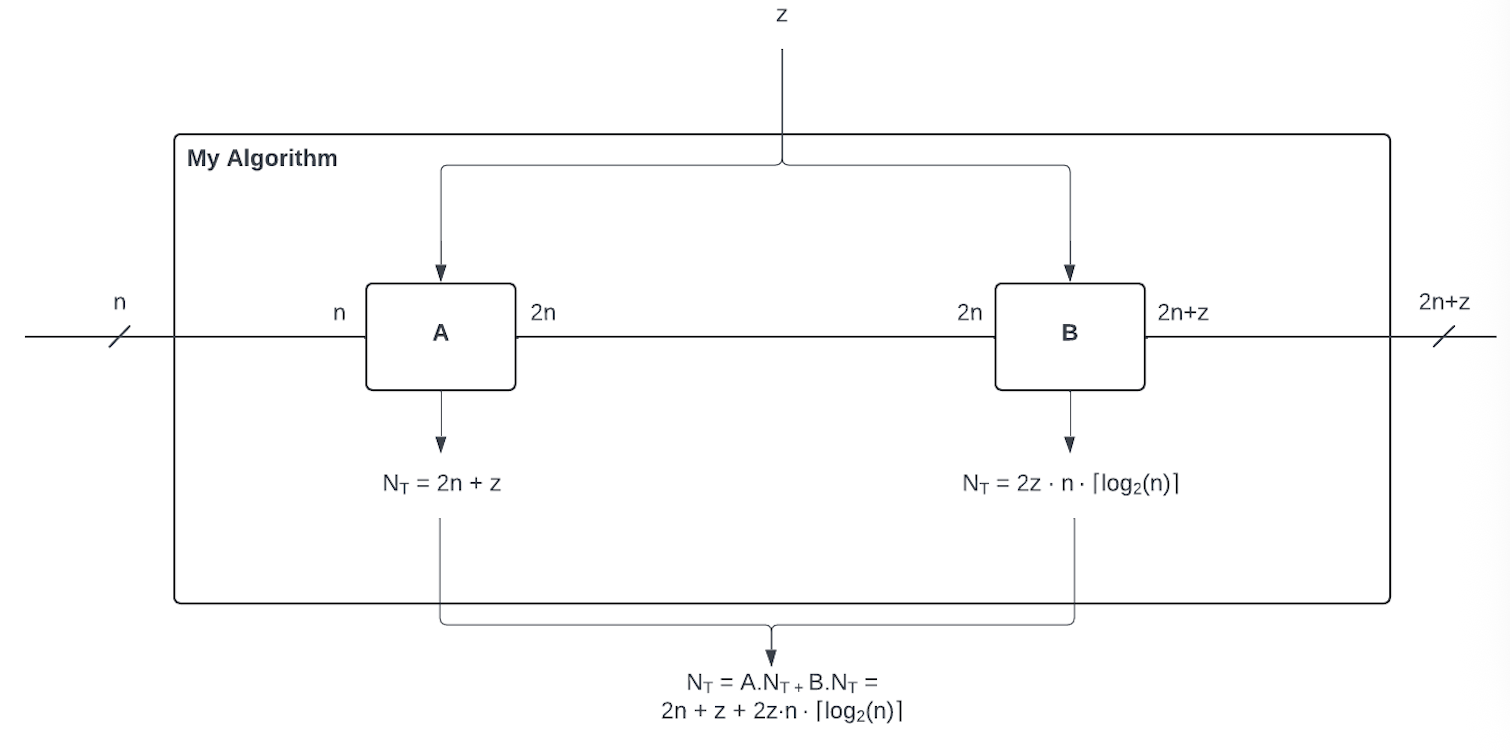 z
My Algorithm
n
n
A
2n
2n
B
2n+z
2n+z
N_T = 2n + z
N_T = 2z · n · ⌈log₂(n)⌉
N_T = A.N_T + B.N_T =
2n + z + 2z·n · ⌈log₂(n)⌉